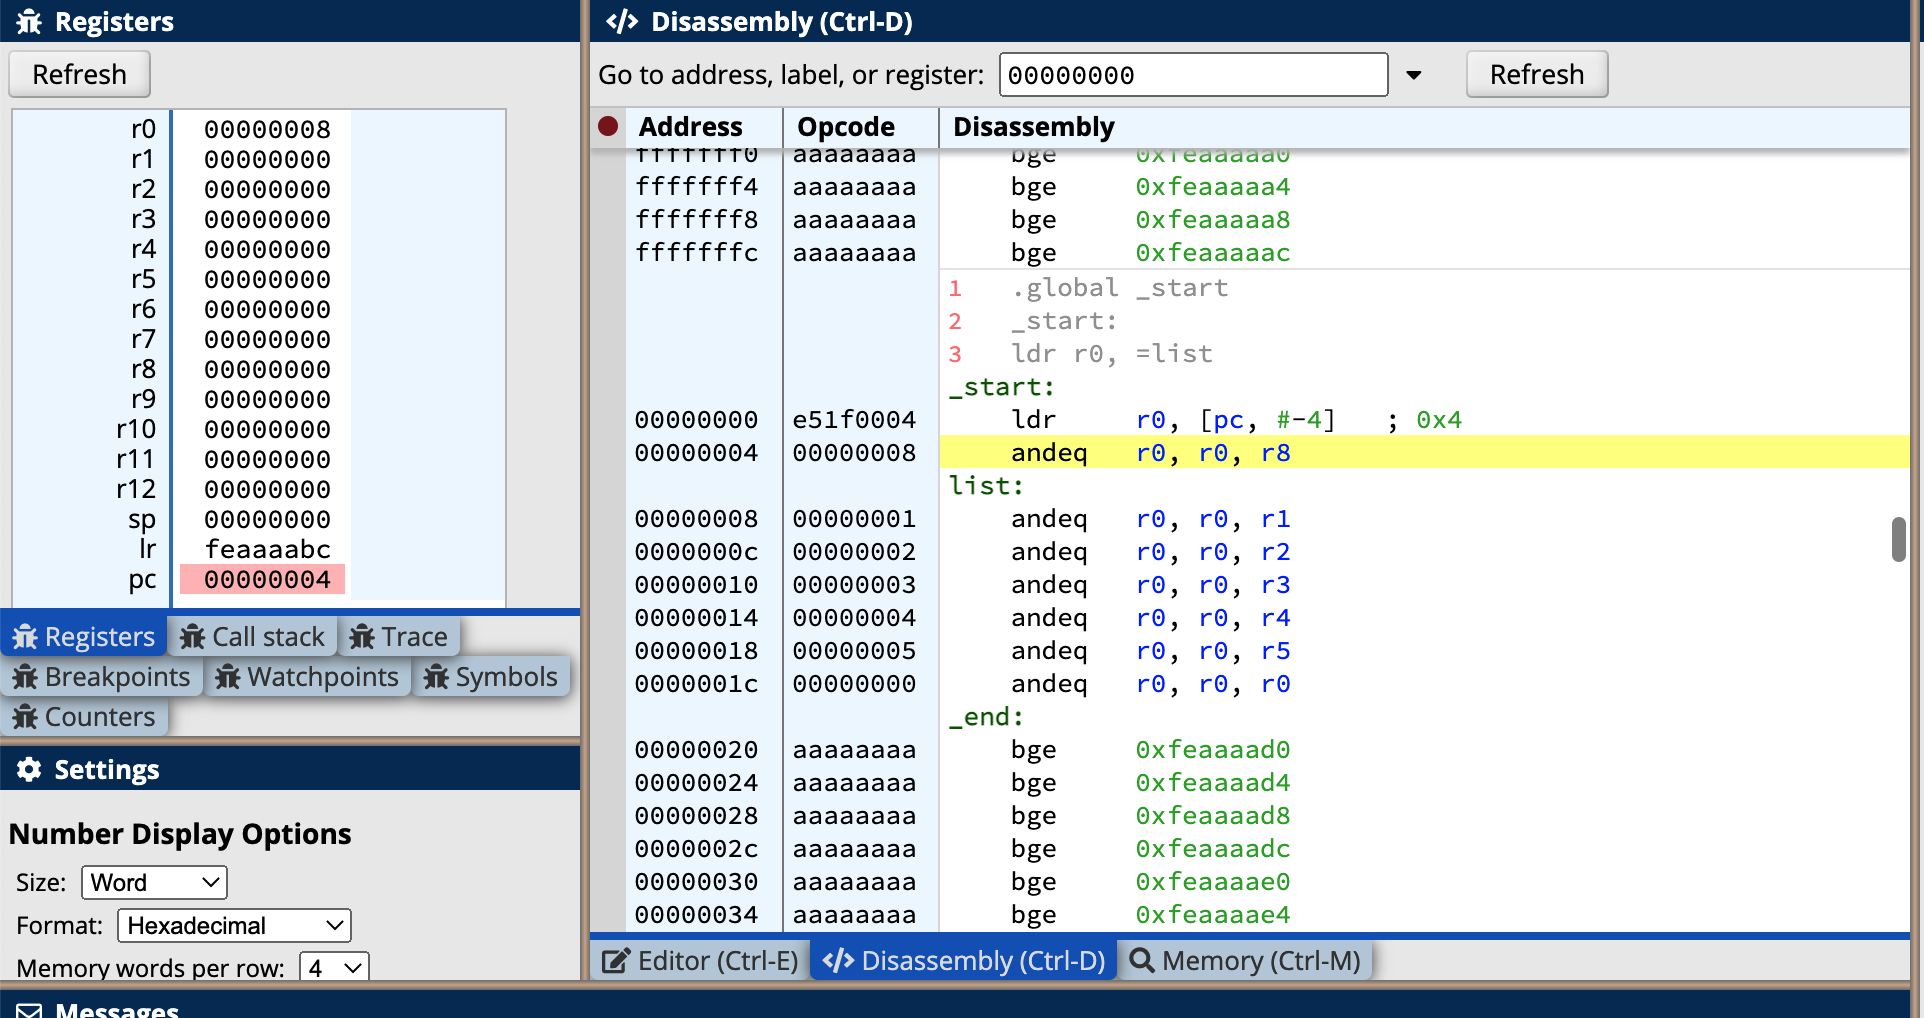 Registers
Refresh
r0 00000008
r1 00000000
r2 00000000
r3 00000000
r4 00000000
r5 00000000
r6 00000000
r7 00000000
r8 00000000
r9 00000000
r10 00000000
r11 00000000
r12 00000000
sp 00000000
lr feaaaabc
pc 00000004
Registers Call stack Trace
Breakpoints Watchpoints Symbols
Counters
Settings
Number Display Options
Size: Word
Format: Hexadecimal
Memory words per row: 4
Disassembly (Ctrl-D)
Go to address, label, or register: 00000000 Refresh
Address Opcode Disassembly
fffffff0 aaaaaaaa bge 0xfeaaaaa0
fffffff4 aaaaaaaa bge 0xfeaaaaa4
fffffff8 aaaaaaaa bge 0xfeaaaaa8
fffffffc aaaaaaaa bge 0xfeaaaaac
1 .global _start
2 _start:
3 ldr r0, =list
_start:
00000000 e51f0004 ldr r0, [pc, #-4] ; 0x4
00000004 00000008 andeq r0, r0, r8
list:
00000008 00000001 andeq r0, r0, r1
0000000c 00000002 andeq r0, r0, r2
00000010 00000003 andeq r0, r0, r3
00000014 00000004 andeq r0, r0, r4
00000018 00000005 andeq r0, r0, r5
0000001c 00000000 andeq r0, r0, r0
_end:
00000020 aaaaaaaa bge 0xfeaaaad0
00000024 aaaaaaaa bge 0xfeaaaad4
00000028 aaaaaaaa bge 0xfeaaaad8
0000002c aaaaaaaa bge 0xfeaaaadc
00000030 aaaaaaaa bge 0xfeaaaae0
00000034 aaaaaaaa bge 0xfeaaaae4
Editor (Ctrl-E) Disassembly (Ctrl-D) Memory (Ctrl-M)
Messages